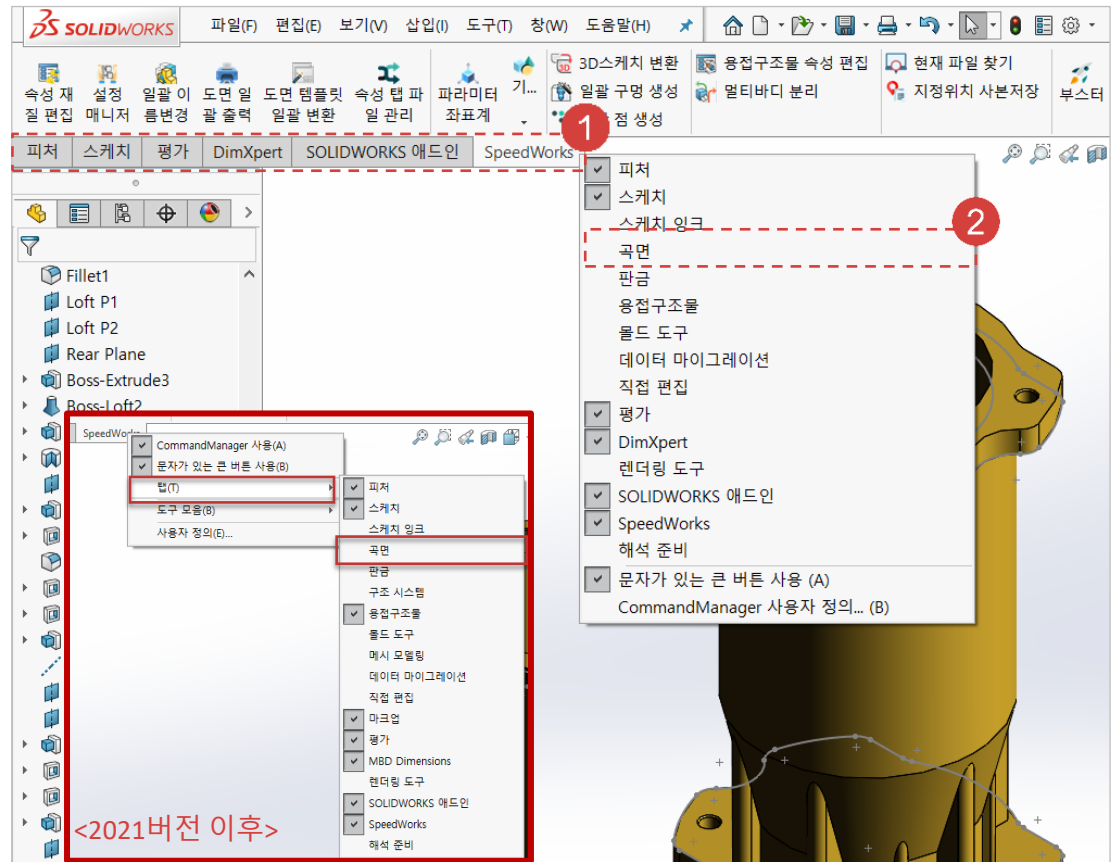 SOLIDWORKS 파일(F) 편집(E) 보기(V) 삽입(I) 도구(T) 창(W) 도움말(H)
속성 재질 편집
설정 매니저
일괄 이름변경
도면 일괄 출력
도면 템플릿 일괄 변환
속성 탭 파일 관리
파라미터 좌표계
기...
3D스케치 변환
일괄 구멍 생성
점 생성
용접구조물 속성 편집
멀티바디 분리
현재 파일 찾기
지정위치 사본저장
부스터
1
피처 스케치 평가 DimXpert SOLIDWORKS 애드인 SpeedWorks
피처
스케치
스케치 잉크
2
곡면
판금
용접구조물
몰드 도구
데이터 마이그레이션
직접 편집
평가
DimXpert
렌더링 도구
SOLIDWORKS 애드인
SpeedWorks
해석 준비
문자가 있는 큰 버튼 사용 (A)
CommandManager 사용자 정의... (B)
Fillet1
Loft P1
Loft P2
Rear Plane
Boss-Extrude3
Boss-Loft2
SpeedWorks
CommandManager 사용(A)
문자가 있는 큰 버튼 사용(B)
탭(T)
도구 모음(B)
사용자 정의(E)...
피처
스케치
스케치 잉크
곡면
판금
구조 시스템
용접구조물
몰드 도구
메시 모델링
데이터 마이그레이션
직접 편집
마크업
평가
MBD Dimensions
렌더링 도구
SOLIDWORKS 애드인
SpeedWorks
해석 준비
<2021버전 이후>